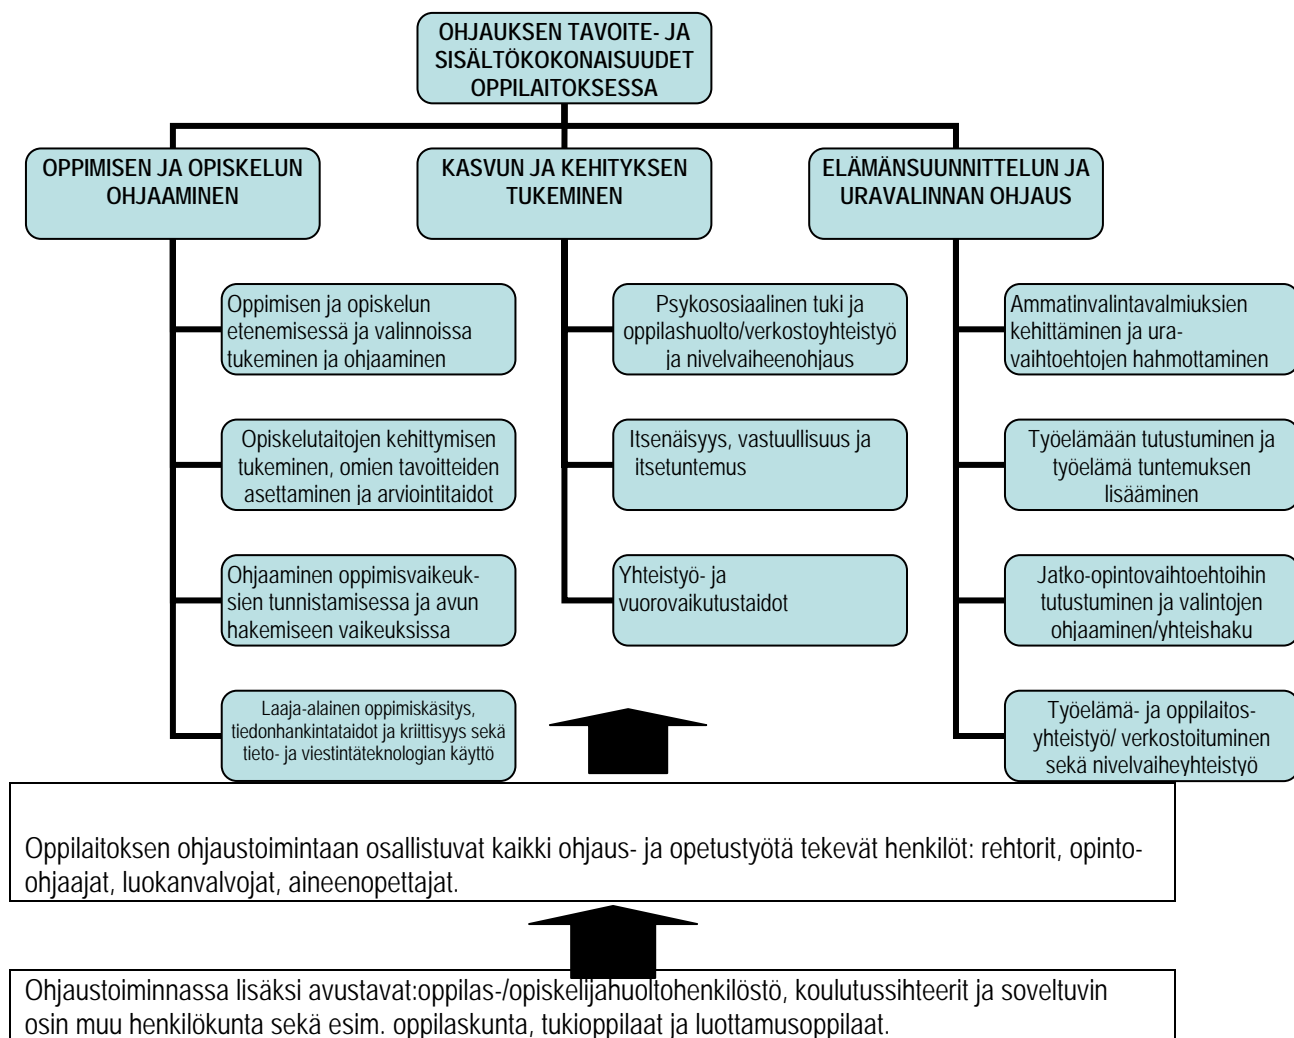 OHJAUKSEN TAVOITE- JA
SISÄLTÖKOKONAISUUDET
OPPILAITOKSESSA
OPPIMISEN JA OPISKELUN
OHJAAMINEN
KASVUN JA KEHITYKSEN
TUKEMINEN
ELÄMÄNSUUNNITTELUN JA
URAVALINNAN OHJAUS
Oppimisen ja opiskelun
etenemisessä ja valinnoissa
tukeminen ja ohjaaminen
Opiskelutaitojen kehittymisen
tukeminen, omien tavoitteiden
asettaminen ja arviointitaidot
Ohjaaminen oppimisvaikeuk-
sien tunnistamisessa ja avun
hakemiseen vaikeuksissa
Laaja-alainen oppimiskäsitys,
tiedonhankintataidot ja kriittisyys sekä
tieto- ja viestintäteknologian käyttö
Psykososiaalinen tuki ja
oppilashuolto/verkostoyhteistyö
ja nivelvaiheenohjaus
Itsenäisyys, vastuullisuus ja
itsetuntemus
Yhteistyö- ja
vuorovaikutustaidot
Ammatinvalintavalmiuksien
kehittäminen ja ura-
vaihtoehtojen hahmottaminen
Työelämään tutustuminen ja
työelämä tuntemuksen
lisääminen
Jatko-opintovaihtoehtoihin
tutustuminen ja valintojen
ohjaaminen/yhteishaku
Työelämä- ja oppilaitos-
yhteistyö/ verkostoituminen
sekä nivelvaiheyhteistyö
Oppilaitoksen ohjaustoimintaan osallistuvat kaikki ohjaus- ja opetustyötä tekevät henkilöt: rehtorit, opinto-
ohjaajat, luokanvalvojat, aineenopettajat.
Ohjaustoiminnassa lisäksi avustavat:oppilas-/opiskelijahuoltohenkilöstö, koulutussihteerit ja soveltuvin
osin muu henkilökunta sekä esim. oppilaskunta, tukioppilaat ja luottamusoppilaat.